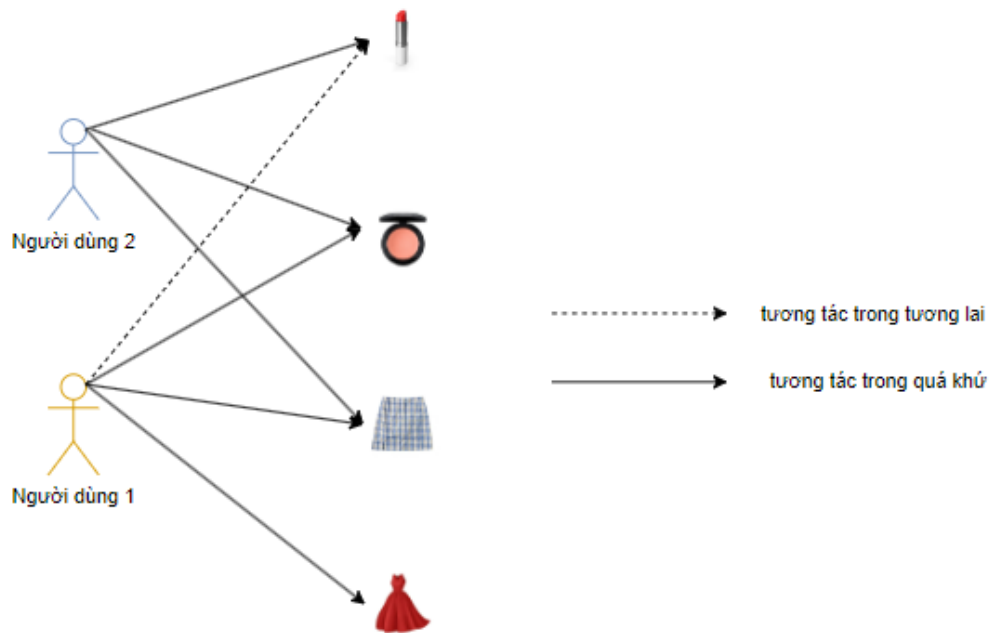 Người dùng 2
tương tác trong tương lai
tương tác trong quá khứ
Người dùng 1